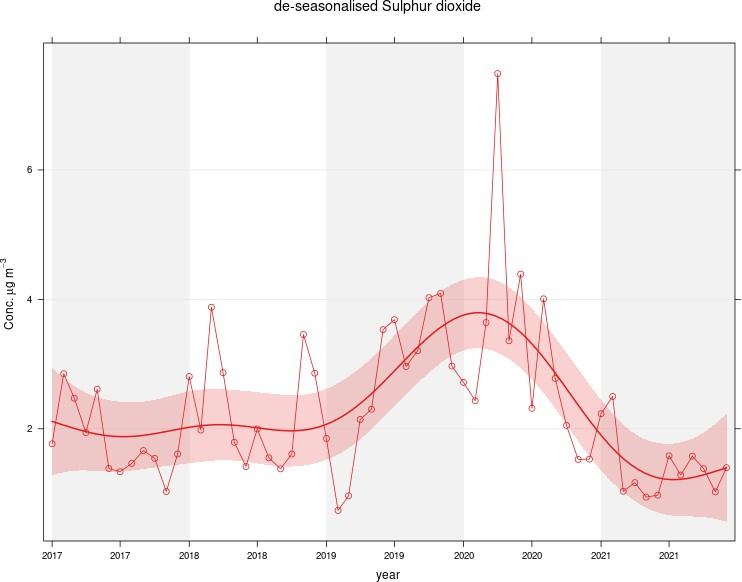 de-seasonalised Sulphur dioxide
Conc. µg m⁻³
6
4
2
2017 2017 2018 2018 2019 2019 2020 2020 2021 2021
year